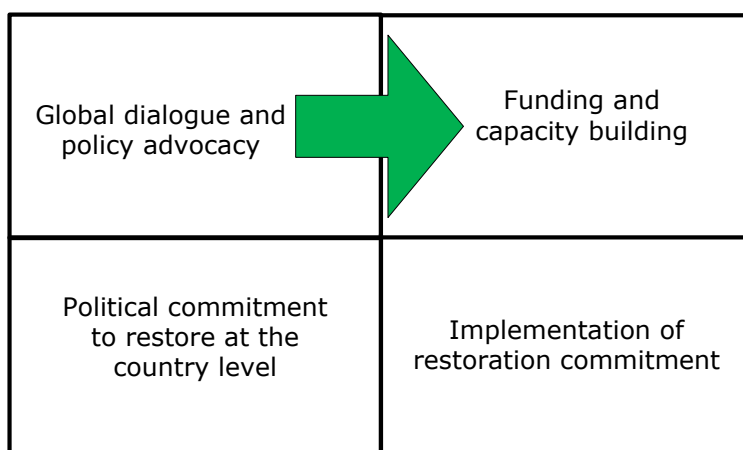 Global dialogue and
policy advocacy
Funding and
capacity building
Political commitment
to restore at the
country level
Implementation of
restoration commitment